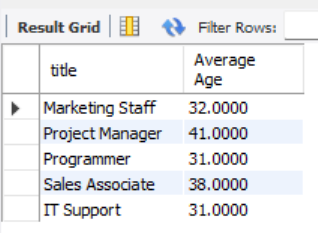 Result Grid Filter Rows:
title Average Age
Marketing Staff 32.0000
Project Manager 41.0000
Programmer 31.0000
Sales Associate 38.0000
IT Support 31.0000